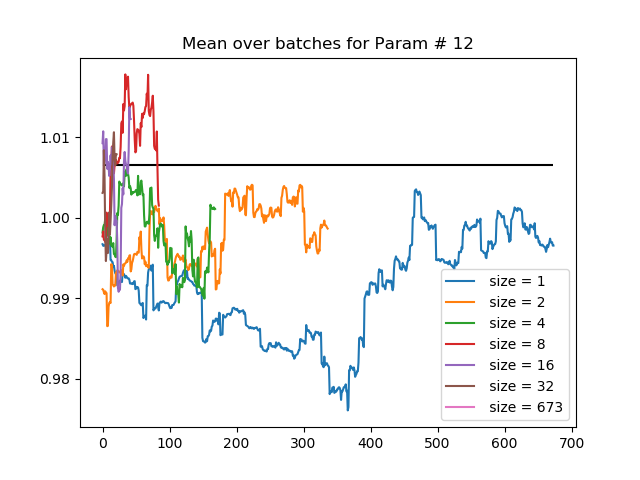 Mean over batches for Param # 12
1.01
1.00
0.99
0.98
0 100 200 300 400 500 600 700
size = 1
size = 2
size = 4
size = 8
size = 16
size = 32
size = 673